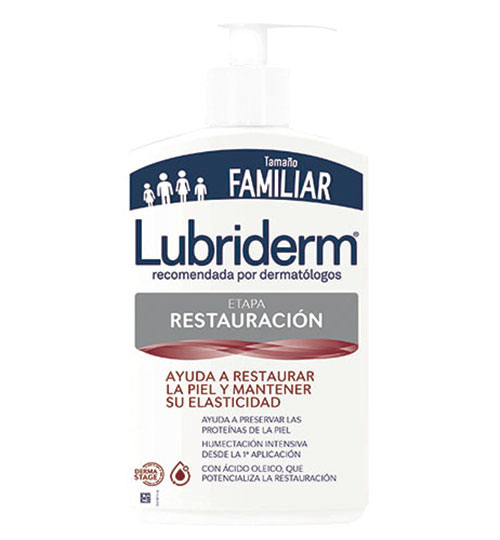 Tamaño
FAMILIAR
Lubriderm®
recomendada por dermatólogos
ETAPA
RESTAURACIÓN
AYUDA A RESTAURAR
LA PIEL Y MANTENER
SU ELASTICIDAD
AYUDA A PRESERVAR LAS
PROTEÍNAS DE LA PIEL
HUMECTACIÓN INTENSIVA
DESDE LA 1ª APLICACIÓN
CON ÁCIDO OLEICO, QUE
POTENCIALIZA LA RESTAURACIÓN
DERMA
STAGE